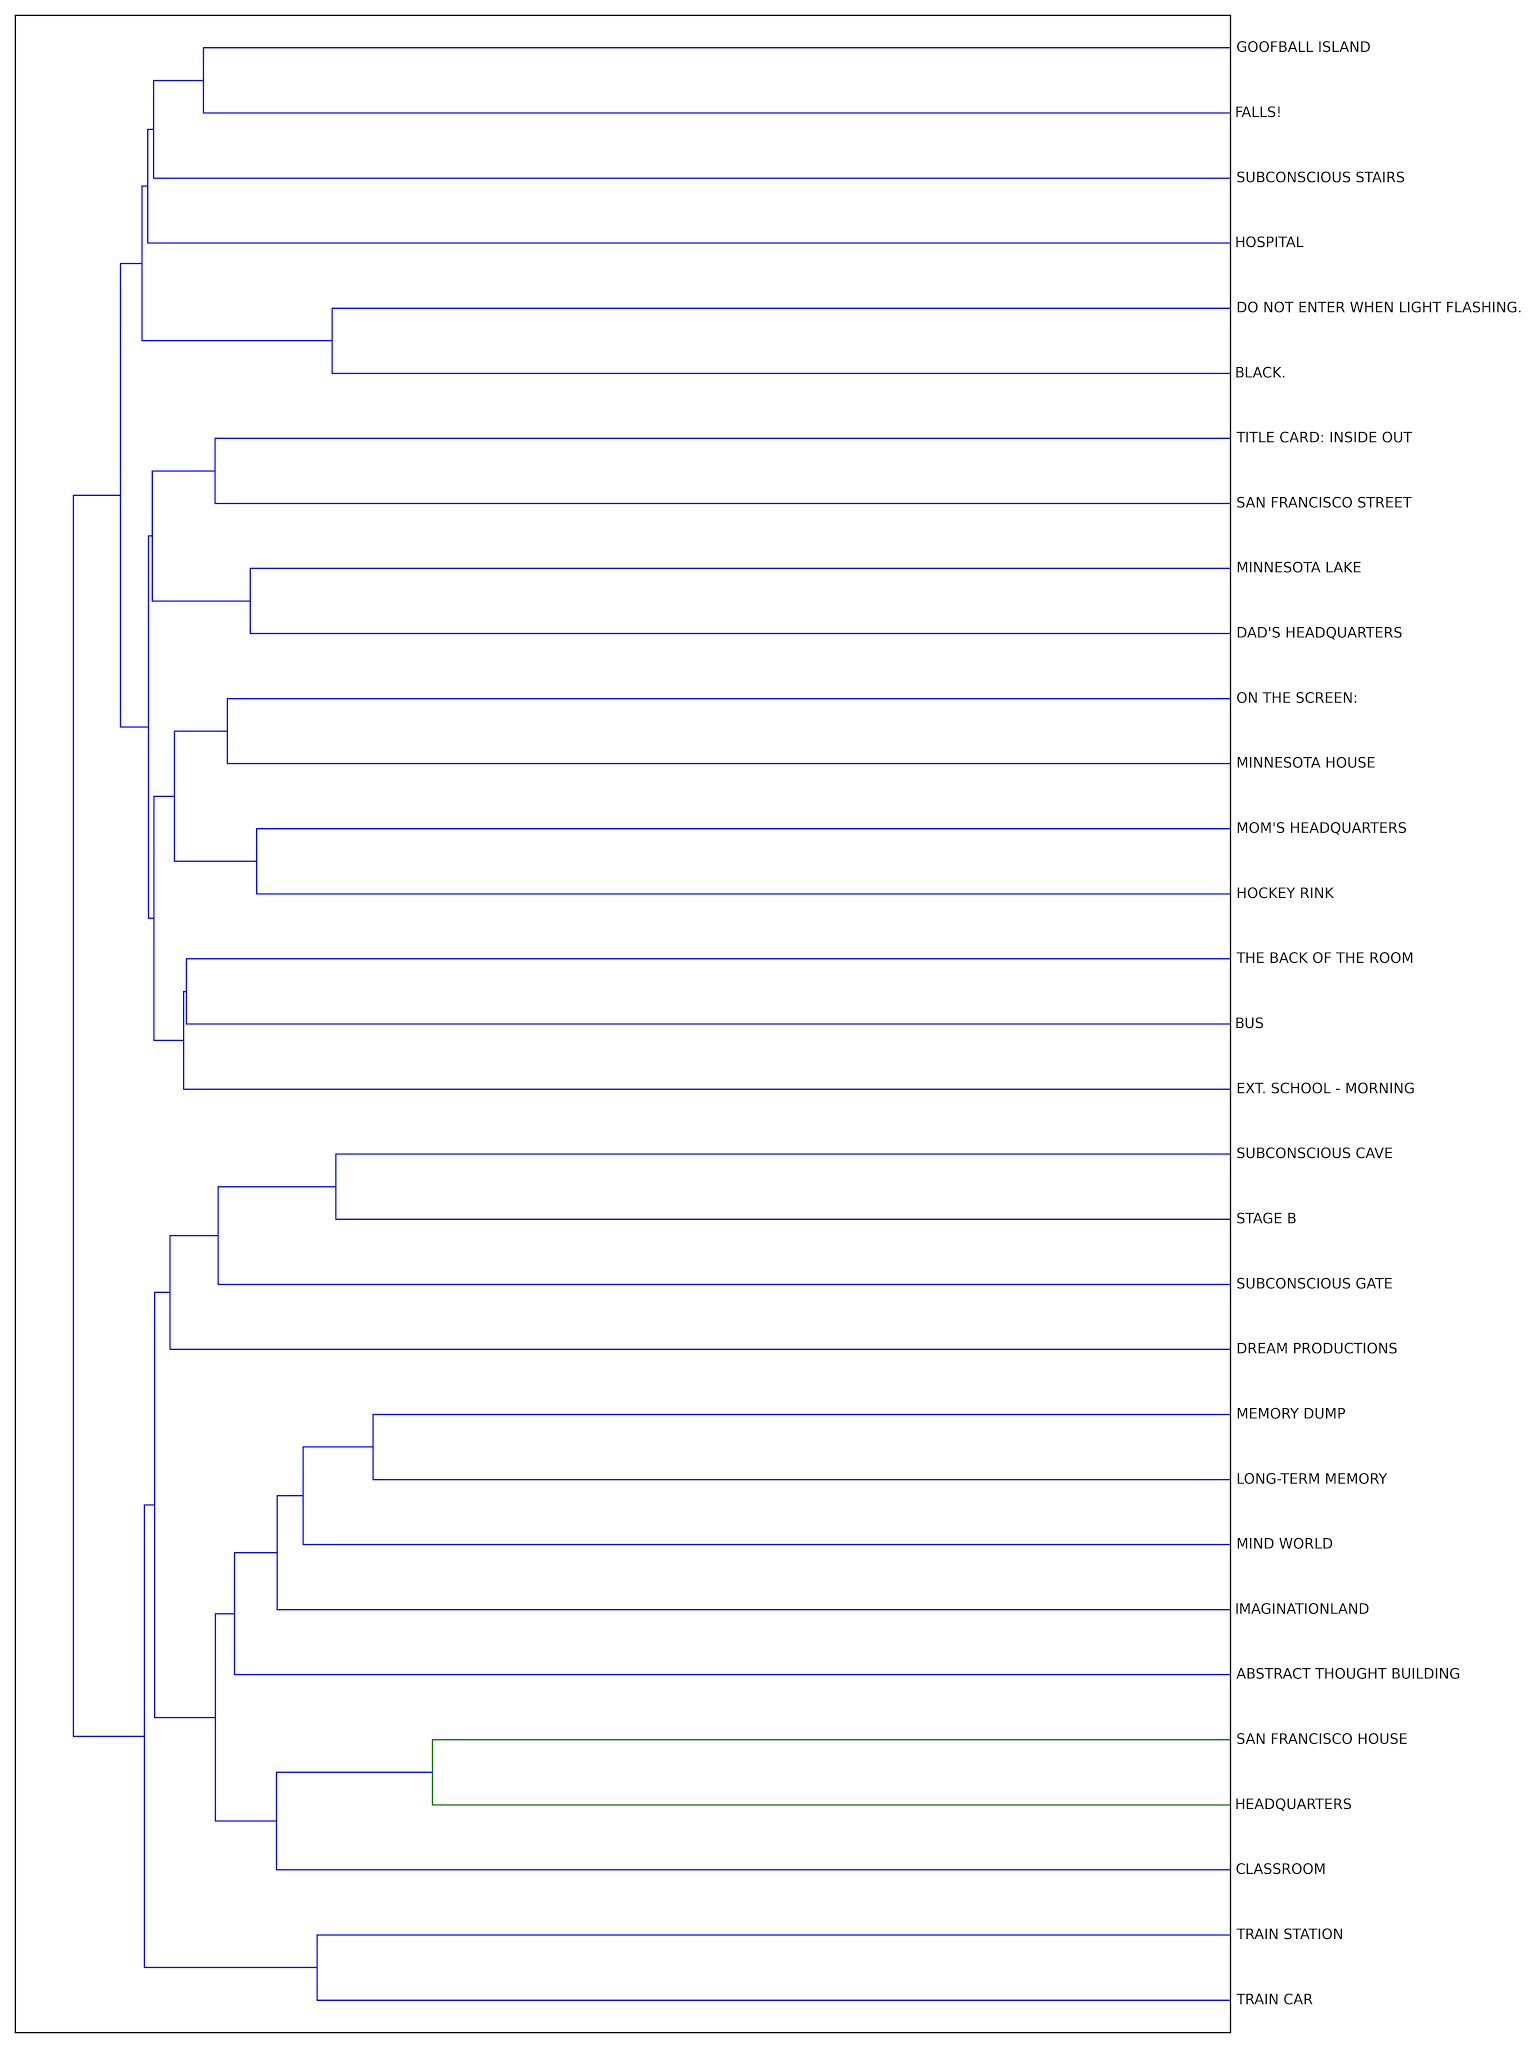 GOOFBALL ISLAND
FALLS!
SUBCONSCIOUS STAIRS
HOSPITAL
DO NOT ENTER WHEN LIGHT FLASHING.
BLACK.
TITLE CARD: INSIDE OUT
SAN FRANCISCO STREET
MINNESOTA LAKE
DAD'S HEADQUARTERS
ON THE SCREEN:
MINNESOTA HOUSE
MOM'S HEADQUARTERS
HOCKEY RINK
THE BACK OF THE ROOM
BUS
EXT. SCHOOL - MORNING
SUBCONSCIOUS CAVE
STAGE B
SUBCONSCIOUS GATE
DREAM PRODUCTIONS
MEMORY DUMP
LONG-TERM MEMORY
MIND WORLD
IMAGINATIONLAND
ABSTRACT THOUGHT BUILDING
SAN FRANCISCO HOUSE
HEADQUARTERS
CLASSROOM
TRAIN STATION
TRAIN CAR